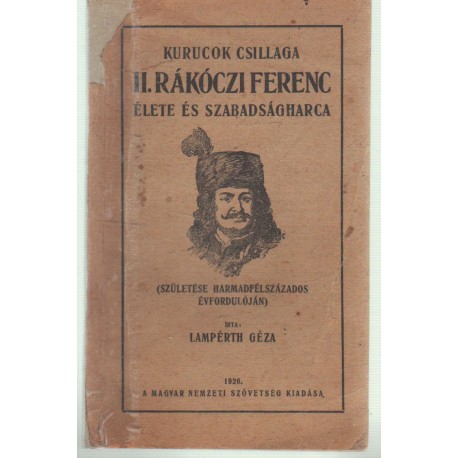 KURUCOK CSILLAGA
II. RÁKÓCZI FERENC
ÉLETE ÉS SZABADSÁGHARCA
(SZÜLETÉSE HARMADFÉLSZÁZADOS
ÉVFORDULÓJÁN)
IRTA:
LAMPÉRTH GÉZA
1926.
A MAGYAR NEMZETI SZÖVETSÉG KIADÁSA.